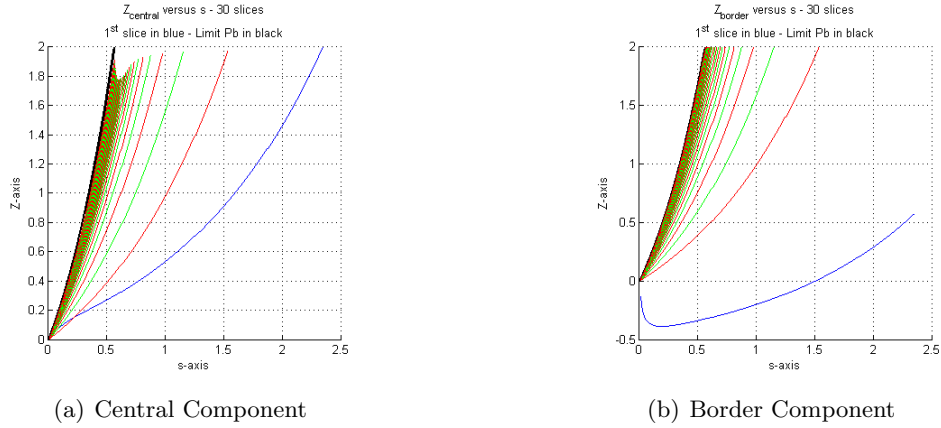 Z_central versus s - 30 slices
1^st slice in blue - Limit Pb in black
Z-axis
2
1.8
1.6
1.4
1.2
1
0.8
0.6
0.4
0.2
0
0 0.5 1 1.5 2 2.5
s-axis
(a) Central Component
Z_border versus s - 30 slices
1^st slice in blue - Limit Pb in black
Z-axis
2
1.5
1
0.5
0
-0.5
0 0.5 1 1.5 2 2.5
s-axis
(b) Border Component